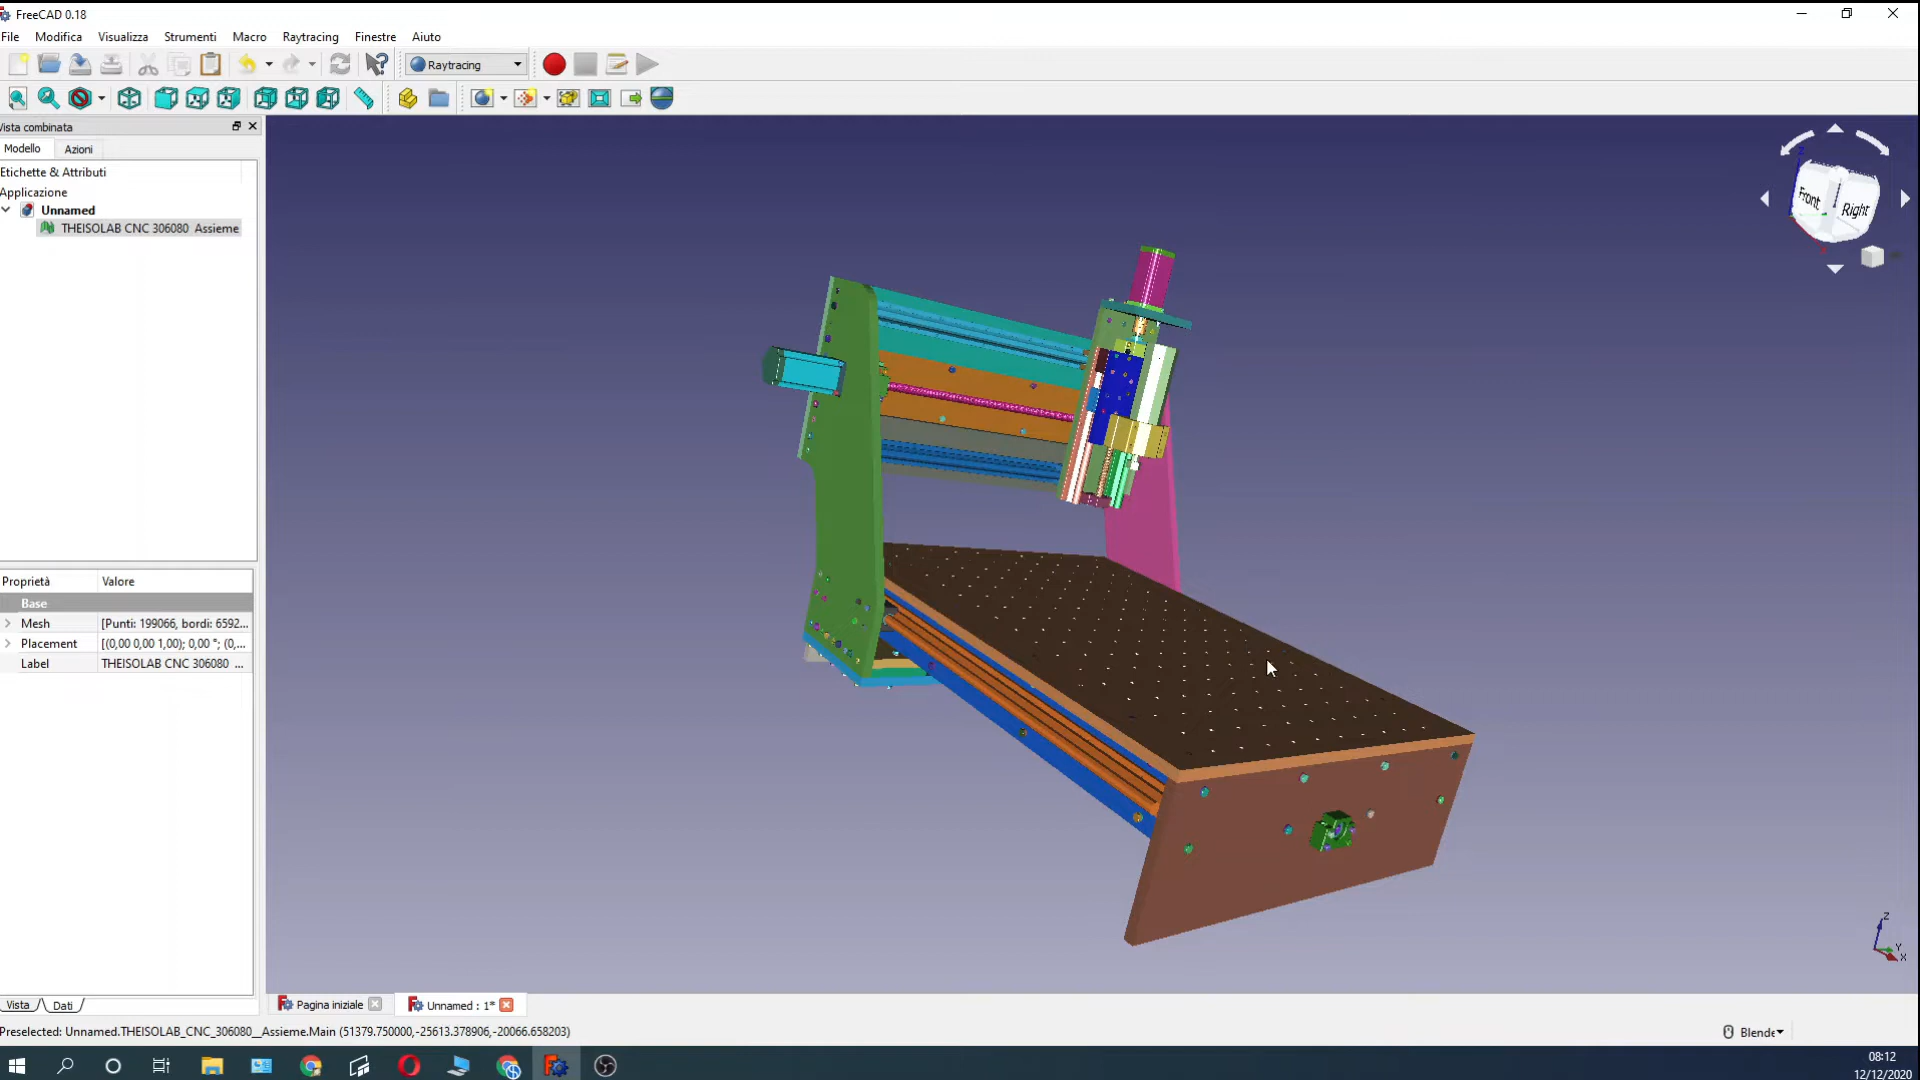 FreeCAD 0.18
File Modifica Visualizza Strumenti Macro Raytracing Finestre Aiuto
Raytracing
Vista combinata
Modello Azioni
Etichette & Attributi
Applicazione
Unnamed
THEISOLAB CNC 306080 Assieme
Front Right
Proprietà Valore
Base
Mesh [Punti: 199066, bordi: 6592...
Placement [(0,00 0,00 1,00); 0,00 °; (0,...
Label THEISOLAB CNC 306080 ...
Z
Y
X
Vista Dati
Pagina iniziale Unnamed : 1*
Preselected: Unnamed.THEISOLAB_CNC_306080__Assieme.Main (51379.750000,-25613.378906,-20066.658203)
Blende
08:12
12/12/2020